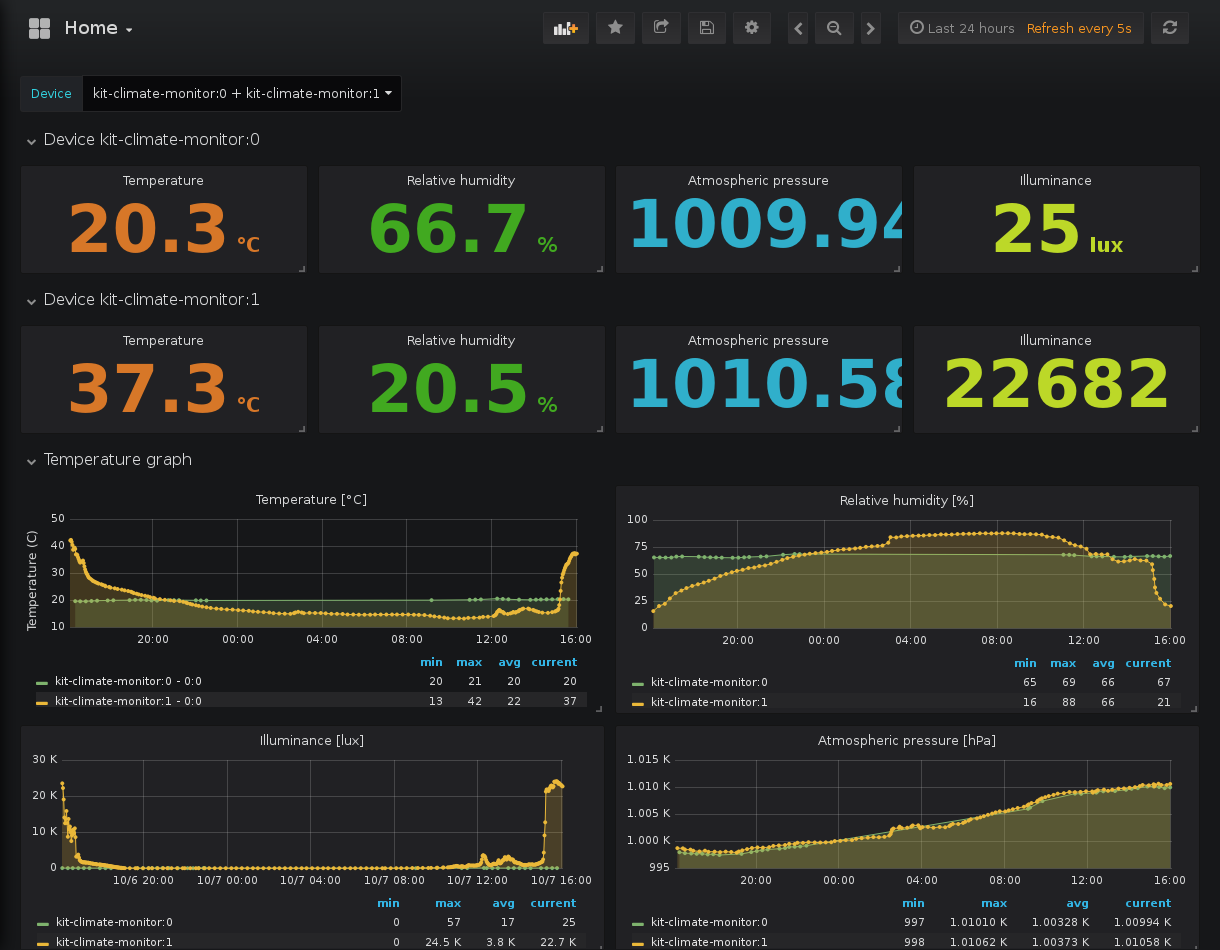 Home
Last 24 hours Refresh every 5s
Device kit-climate-monitor:0 + kit-climate-monitor:1
Device kit-climate-monitor:0
Temperature Relative humidity Atmospheric pressure Illuminance
20.3 °C 66.7 % 1009.94 25 lux
Device kit-climate-monitor:1
Temperature Relative humidity Atmospheric pressure Illuminance
37.3 °C 20.5 % 1010.58 22682
Temperature graph
Temperature [°C]
Temperature (C)
50
40
30
20
10
20:00 00:00 04:00 08:00 12:00 16:00
min max avg current
kit-climate-monitor:0 - 0:0 20 21 20 20
kit-climate-monitor:1 - 0:0 13 42 22 37
Relative humidity [%]
100
75
50
25
0
20:00 00:00 04:00 08:00 12:00 16:00
min max avg current
kit-climate-monitor:0 65 69 66 67
kit-climate-monitor:1 16 88 66 21
Illuminance [lux]
30 K
20 K
10 K
0
10/6 20:00 10/7 00:00 10/7 04:00 10/7 08:00 10/7 12:00 10/7 16:00
min max avg current
kit-climate-monitor:0 0 57 17 25
kit-climate-monitor:1 0 24.5 K 3.8 K 22.7 K
Atmospheric pressure [hPa]
1.015 K
1.010 K
1.005 K
1.000 K
995
20:00 00:00 04:00 08:00 12:00 16:00
min max avg current
kit-climate-monitor:0 997 1.01010 K 1.00328 K 1.00994 K
kit-climate-monitor:1 998 1.01062 K 1.00373 K 1.01058 K